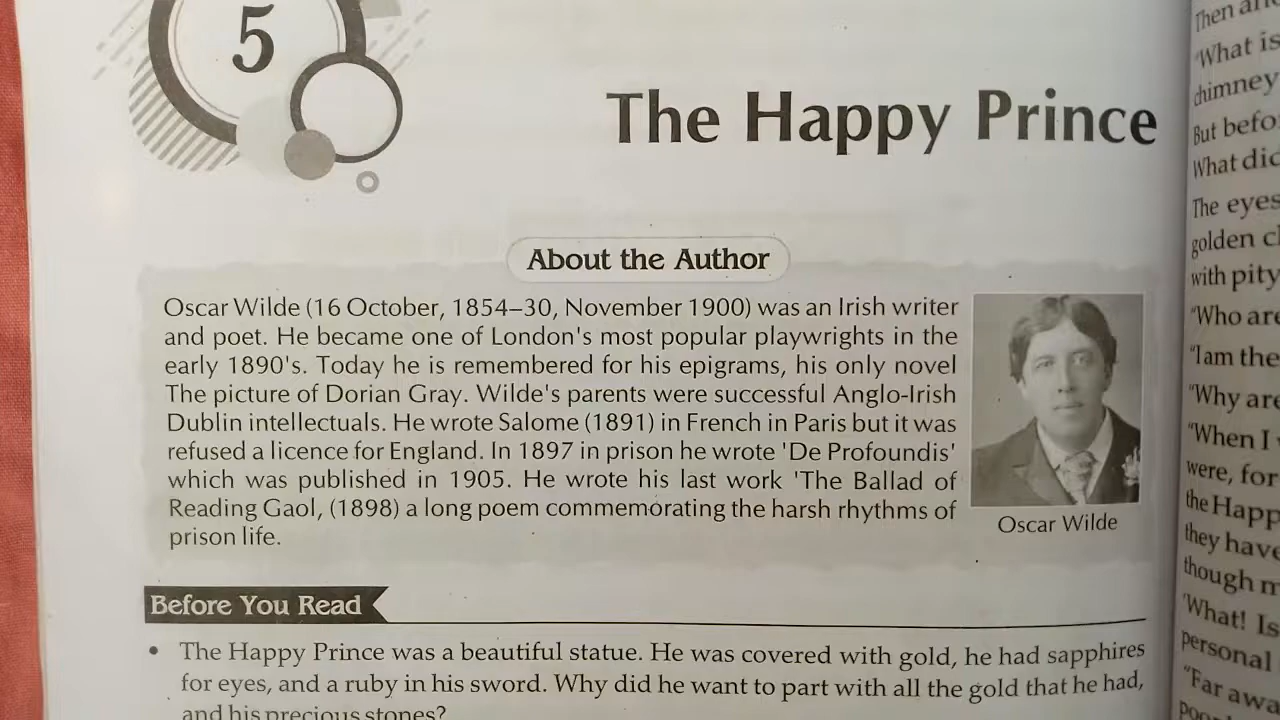 5
The Happy Prince
About the Author
Oscar Wilde (16 October, 1854–30, November 1900) was an Irish writer
and poet. He became one of London's most popular playwrights in the
early 1890's. Today he is remembered for his epigrams, his only novel
The picture of Dorian Gray. Wilde's parents were successful Anglo-Irish
Dublin intellectuals. He wrote Salome (1891) in French in Paris but it was
refused a licence for England. In 1897 in prison he wrote 'De Profoundis'
which was published in 1905. He wrote his last work 'The Ballad of
Reading Gaol, (1898) a long poem commemorating the harsh rhythms of
prison life.
Oscar Wilde
Before You Read
• The Happy Prince was a beautiful statue. He was covered with gold, he had sapphires
for eyes, and a ruby in his sword. Why did he want to part with all the gold that he had,
and his precious stones?
Then
"What is
chimney
But
What
The eyes
golden
with pity
"Who
"I am the
"Why
"When I
were, for
the
they have
though
'What! Is
personal
"Far